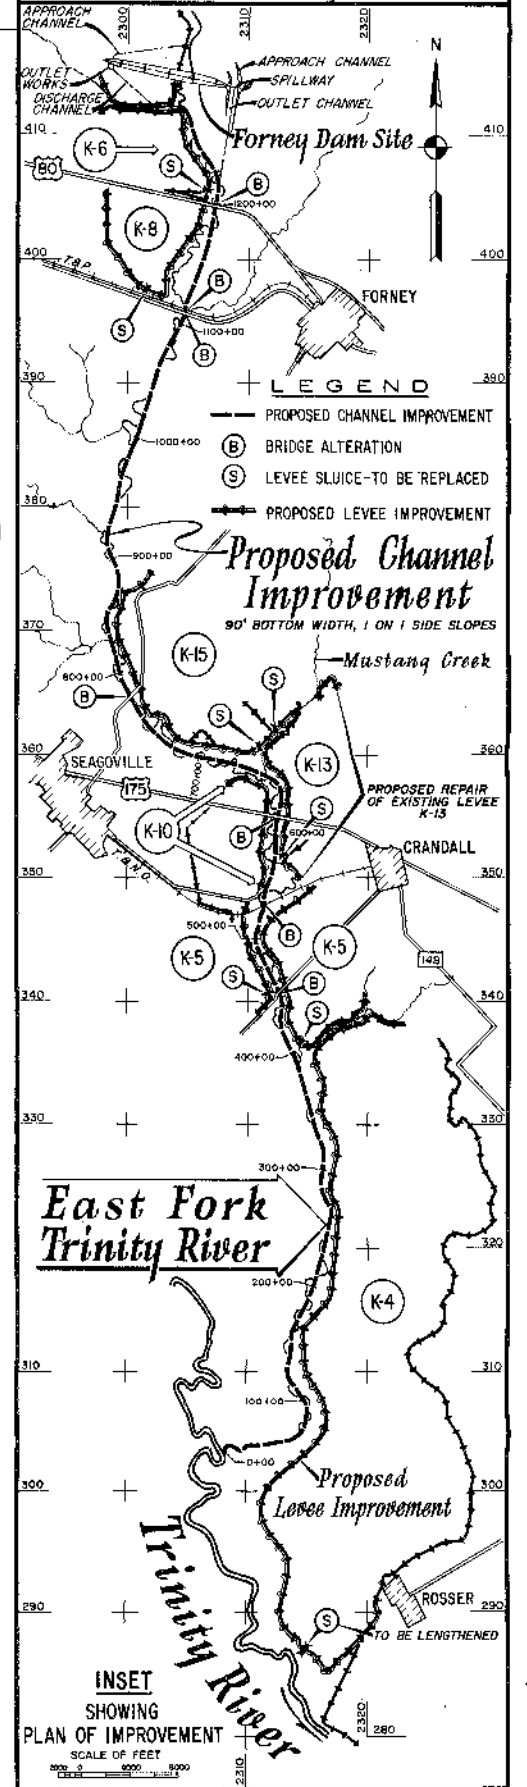 APPROACH
CHANNEL
2300
2310
2320
N
OUTLET
WORKS
DISCHARGE
CHANNEL
APPROACH CHANNEL
SPILLWAY
OUTLET CHANNEL
410
410
Forney Dam Site
K-6
S
B
80
1200+00
K-8
400
400
T.&P.
B
FORNEY
S
1100+00
B
390
390
LEGEND
PROPOSED CHANNEL IMPROVEMENT
B BRIDGE ALTERATION
S LEVEE SLUICE-TO BE REPLACED
PROPOSED LEVEE IMPROVEMENT
1000+00
380
900+00
Proposed Channel
Improvement
90' BOTTOM WIDTH, 1 ON 1 SIDE SLOPES
370
K-15
Mustang Creek
800+00
B
S
S
360
360
SEAGOVILLE
K-13
175
700+00
PROPOSED REPAIR
OF EXISTING LEVEE
K-13
S
K-10
B
600+00
CRANDALL
T.&N.O.
350
350
500+00
B
K-5
K-5
148
S
B
S
340
340
400+00
330
330
300+00
East Fork
Trinity River
320
200+00
K-4
310
310
100+00
0+00
300
300
Proposed
Levee Improvement
Trinity River
290
290
ROSSER
S
TO BE LENGTHENED
INSET
SHOWING
PLAN OF IMPROVEMENT
SCALE OF FEET
2000 0 4000 8000
2310
2320
280